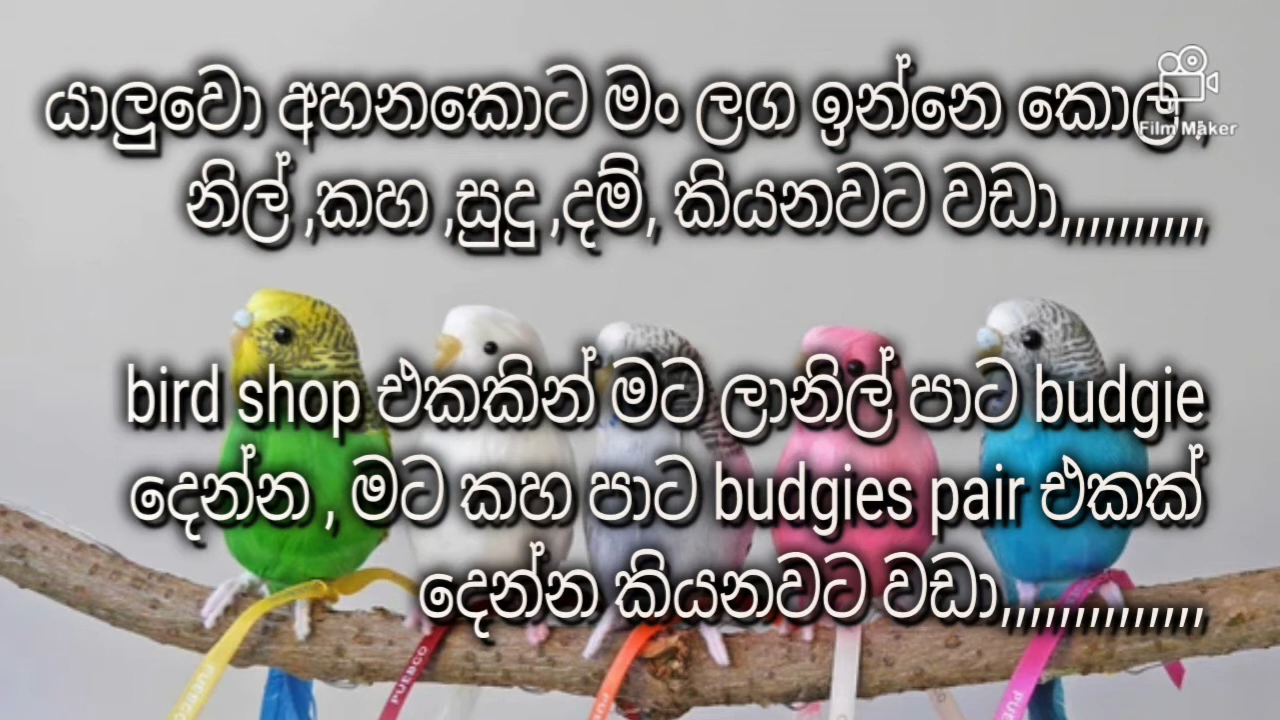 යාලුවො අහනකොට මං ලග ඉන්නෙ කොල ,
නිල් ,කහ ,සුදු ,දම්, කියනවට වඩා,,,,,,,,,,
bird shop එකකින් මට ලානිල් පාට budgie
දෙන්න , මට කහ පාට budgies pair එකක්
දෙන්න කියනවට වඩා,,,,,,,,,,,,,,
Film Maker
PUEBCO